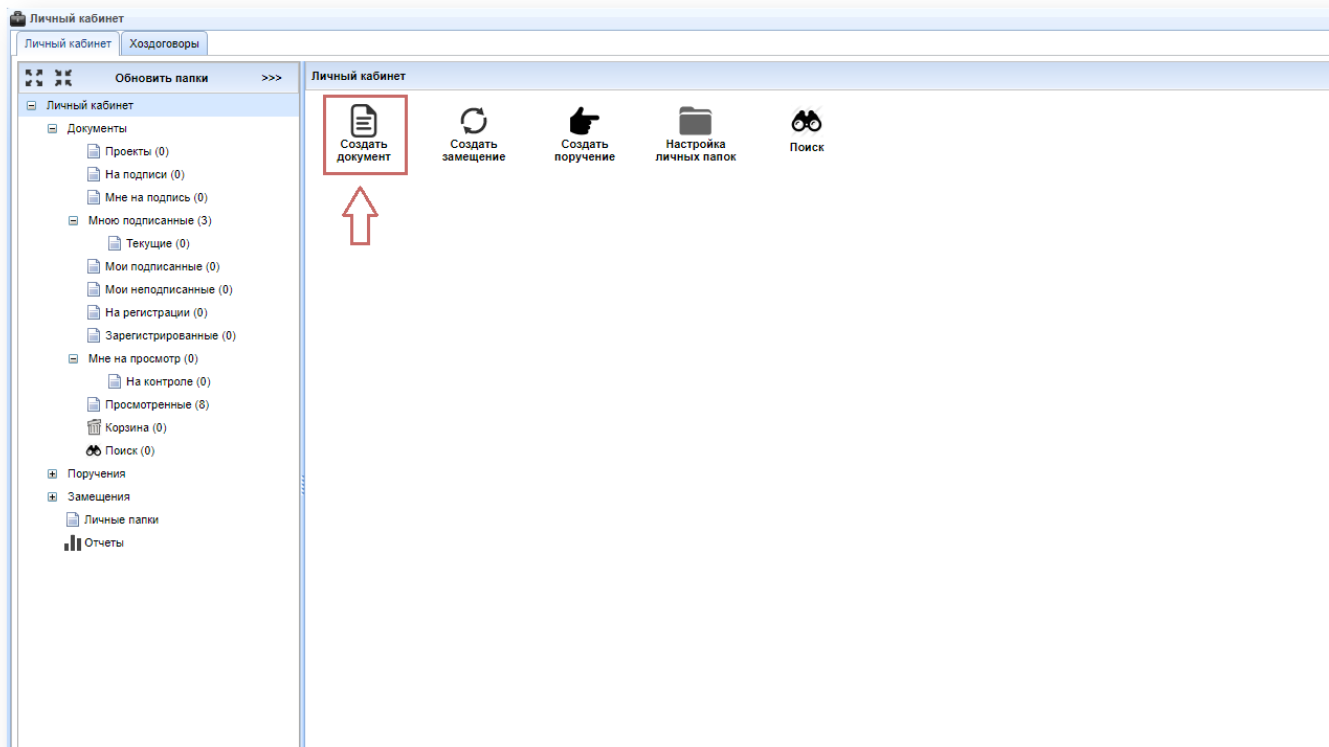 Личный кабинет
Личный кабинет
Хоздоговоры
Обновить папки >>>
Личный кабинет
Документы
Проекты (0)
На подписи (0)
Мне на подпись (0)
Мною подписанные (3)
Текущие (0)
Мои подписанные (0)
Мои неподписанные (0)
На регистрации (0)
Зарегистрированные (0)
Мне на просмотр (0)
На контроле (0)
Просмотренные (8)
Корзина (0)
Поиск (0)
Поручения
Замещения
Личные папки
Отчеты
Личный кабинет
Создать
документ
Создать
замещение
Создать
поручение
Настройка
личных папок
Поиск